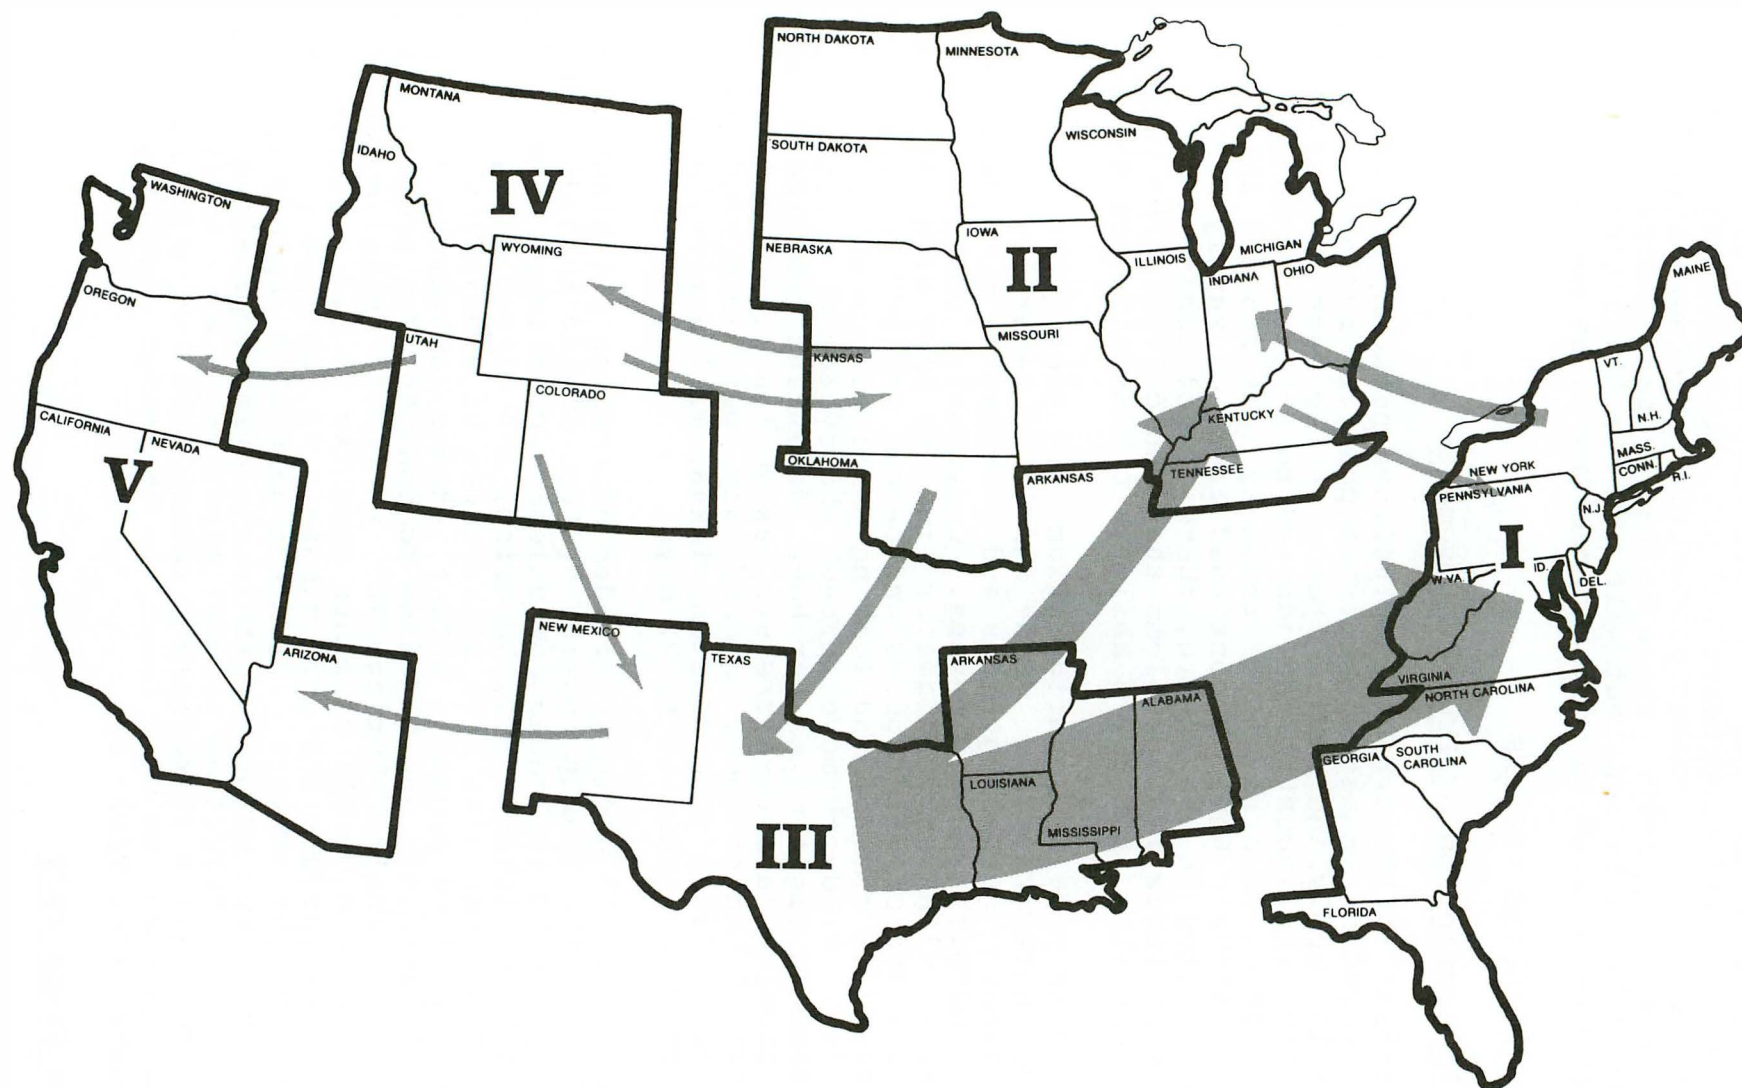 NORTH DAKOTA
MINNESOTA
MONTANA
WISCONSIN
SOUTH DAKOTA
IDAHO
IV
WASHINGTON
WYOMING
NEBRASKA
IOWA
II
ILLINOIS
MICHIGAN
INDIANA
OHIO
MAINE
OREGON
UTAH
KANSAS
MISSOURI
VT.
COLORADO
CALIFORNIA
NEVADA
KENTUCKY
N.H.
V
OKLAHOMA
ARKANSAS
TENNESSEE
NEW YORK
MASS.
CONN.
R.I.
PENNSYLVANIA
N.J.
I
W.VA.
D.
DEL.
NEW MEXICO
ARIZONA
TEXAS
ARKANSAS
ALABAMA
VIRGINIA
NORTH CAROLINA
GEORGIA
SOUTH
CAROLINA
LOUISIANA
MISSISSIPPI
III
FLORIDA